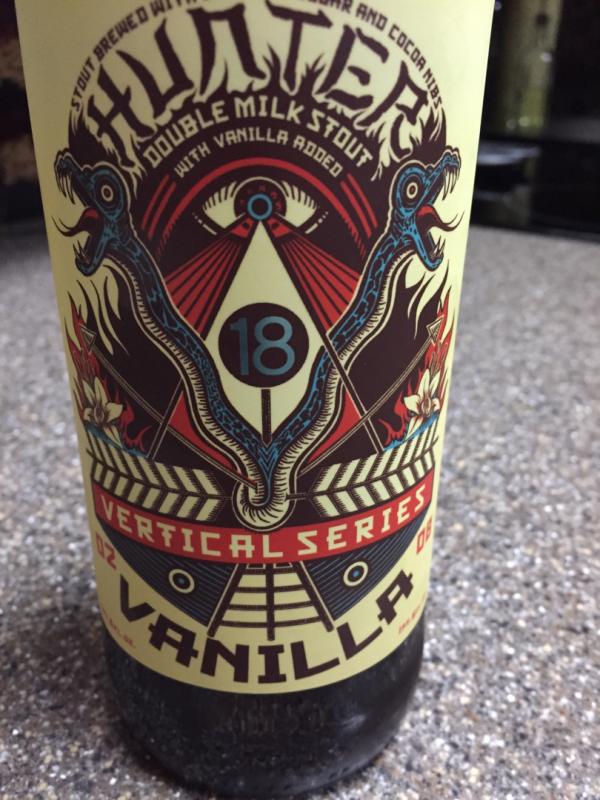 STOUT BREWED WITH
AND COCOA NIBS
HUNTER
DOUBLE MILK STOUT
WITH VANILLA ADDED
18
VERTICAL SERIES
02
08
VANILLA